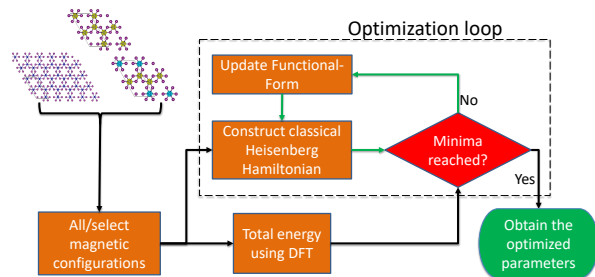 Optimization loop
Update Functional-
Form
No
Construct classical
Heisenberg
Hamiltonian
Minima
reached?
Yes
All/select
magnetic
configurations
Total energy
using DFT
Obtain the
optimized
parameters